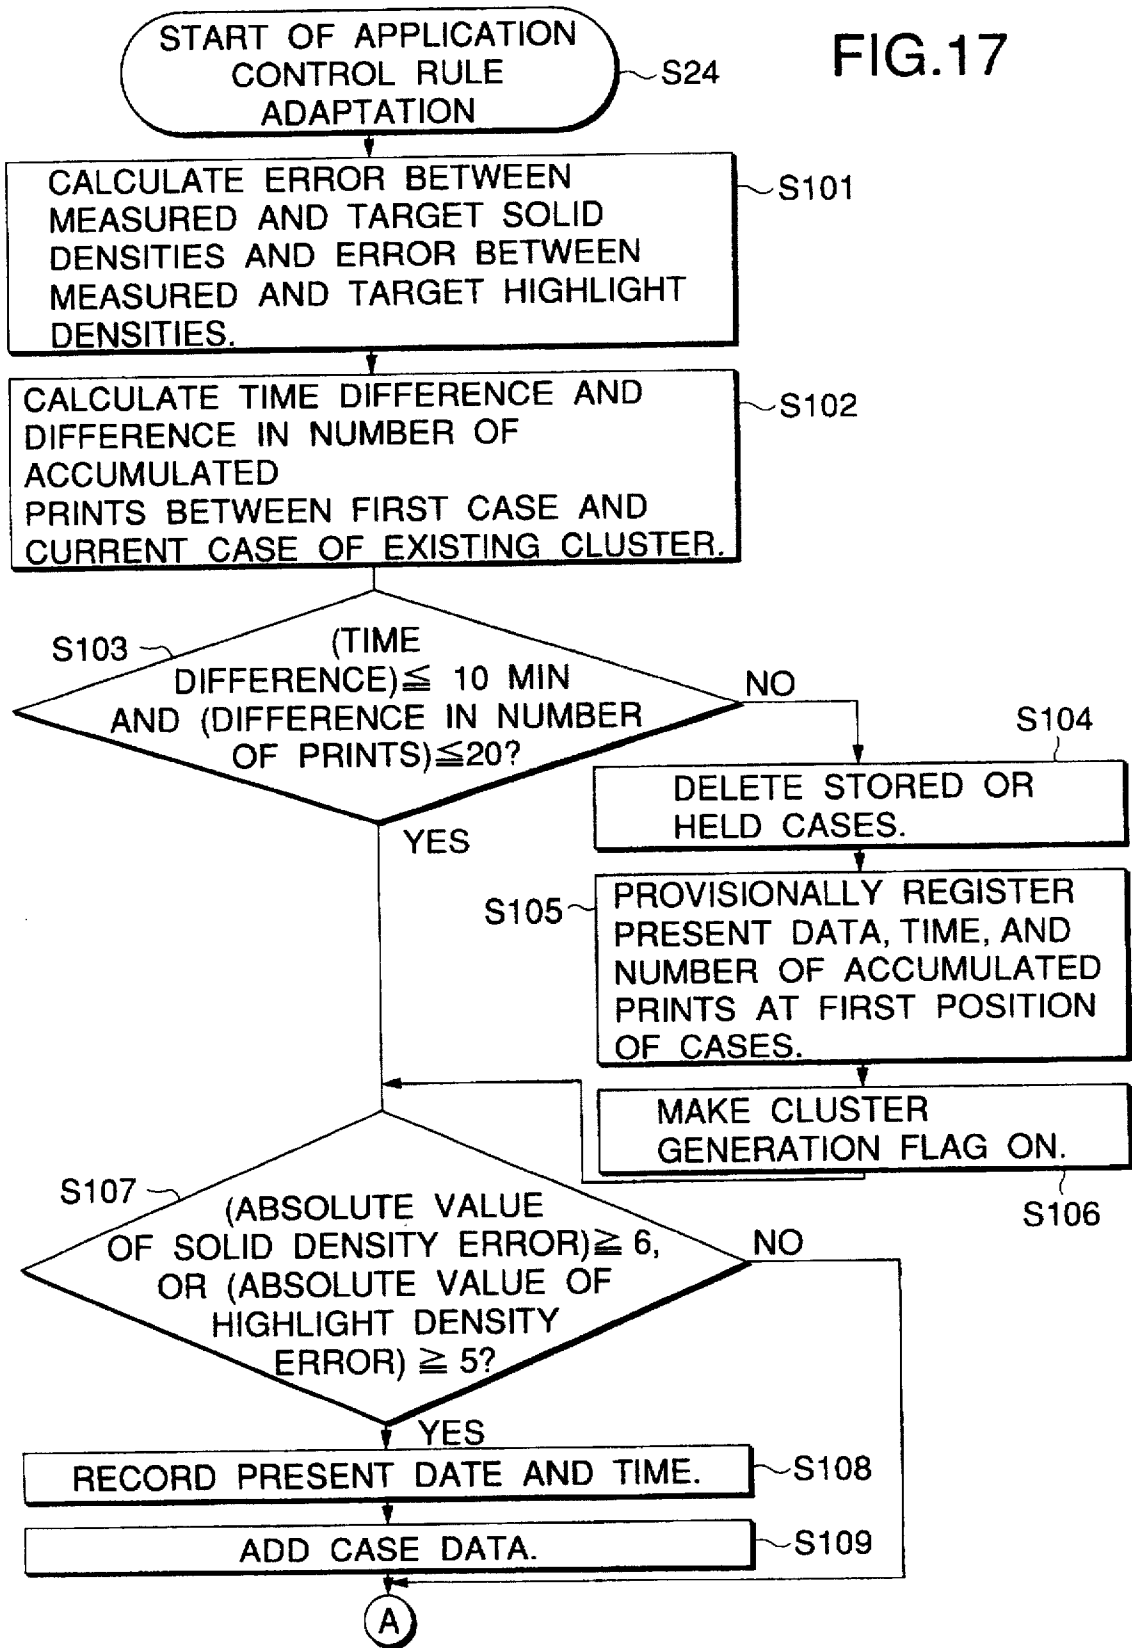 FIG.17
START OF APPLICATION
CONTROL RULE
ADAPTATION
S24
CALCULATE ERROR BETWEEN
MEASURED AND TARGET SOLID
DENSITIES AND ERROR BETWEEN
MEASURED AND TARGET HIGHLIGHT
DENSITIES.
S101
CALCULATE TIME DIFFERENCE AND
DIFFERENCE IN NUMBER OF
ACCUMULATED
PRINTS BETWEEN FIRST CASE AND
CURRENT CASE OF EXISTING CLUSTER.
S102
S103
(TIME
DIFFERENCE)≦ 10 MIN
AND (DIFFERENCE IN NUMBER
OF PRINTS)≦20?
NO
YES
S104
DELETE STORED OR
HELD CASES.
S105
PROVISIONALLY REGISTER
PRESENT DATA, TIME, AND
NUMBER OF ACCUMULATED
PRINTS AT FIRST POSITION
OF CASES.
MAKE CLUSTER
GENERATION FLAG ON.
S106
S107
(ABSOLUTE VALUE
OF SOLID DENSITY ERROR)≧ 6,
OR (ABSOLUTE VALUE OF
HIGHLIGHT DENSITY
ERROR) ≧ 5?
NO
YES
RECORD PRESENT DATE AND TIME.
S108
ADD CASE DATA.
S109
A